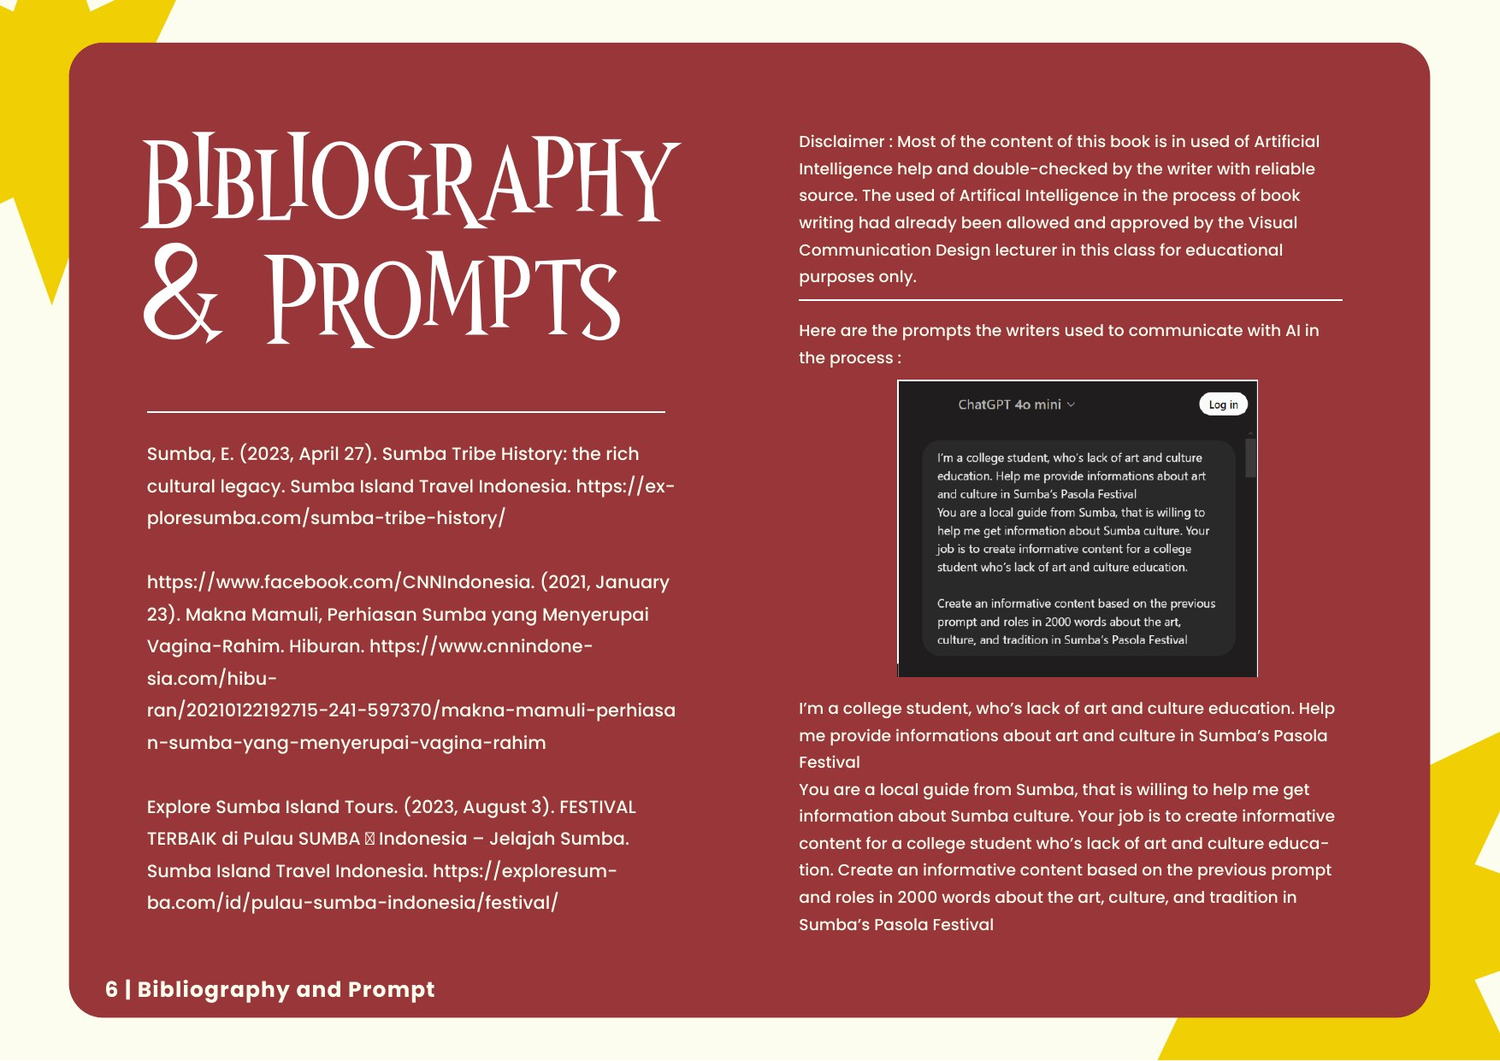 BIBLIOGRAPHY
& PROMPTS
Sumba, E. (2023, April 27). Sumba Tribe History: the rich
cultural legacy. Sumba Island Travel Indonesia. https://ex-
ploresumba.com/sumba-tribe-history/
https://www.facebook.com/CNNIndonesia. (2021, January
23). Makna Mamuli, Perhiasan Sumba yang Menyerupai
Vagina-Rahim. Hiburan. https://www.cnnindone-
sia.com/hibu-
ran/20210122192715-241-597370/makna-mamuli-perhiasa
n-sumba-yang-menyerupai-vagina-rahim
Explore Sumba Island Tours. (2023, August 3). FESTIVAL
TERBAIK di Pulau SUMBA Indonesia – Jelajah Sumba.
Sumba Island Travel Indonesia. https://exploresum-
ba.com/id/pulau-sumba-indonesia/festival/
Disclaimer : Most of the content of this book is in used of Artificial
Intelligence help and double-checked by the writer with reliable
source. The used of Artifical Intelligence in the process of book
writing had already been allowed and approved by the Visual
Communication Design lecturer in this class for educational
purposes only.
Here are the prompts the writers used to communicate with AI in
the process :
ChatGPT 4o mini
Log in
I'm a college student, who's lack of art and culture
education. Help me provide informations about art
and culture in Sumba's Pasola Festival
You are a local guide from Sumba, that is willing to
help me get information about Sumba culture. Your
job is to create informative content for a college
student who's lack of art and culture education.
Create an informative content based on the previous
prompt and roles in 2000 words about the art,
culture, and tradition in Sumba's Pasola Festival
I'm a college student, who's lack of art and culture education. Help
me provide informations about art and culture in Sumba's Pasola
Festival
You are a local guide from Sumba, that is willing to help me get
information about Sumba culture. Your job is to create informative
content for a college student who's lack of art and culture educa-
tion. Create an informative content based on the previous prompt
and roles in 2000 words about the art, culture, and tradition in
Sumba's Pasola Festival
6 | Bibliography and Prompt